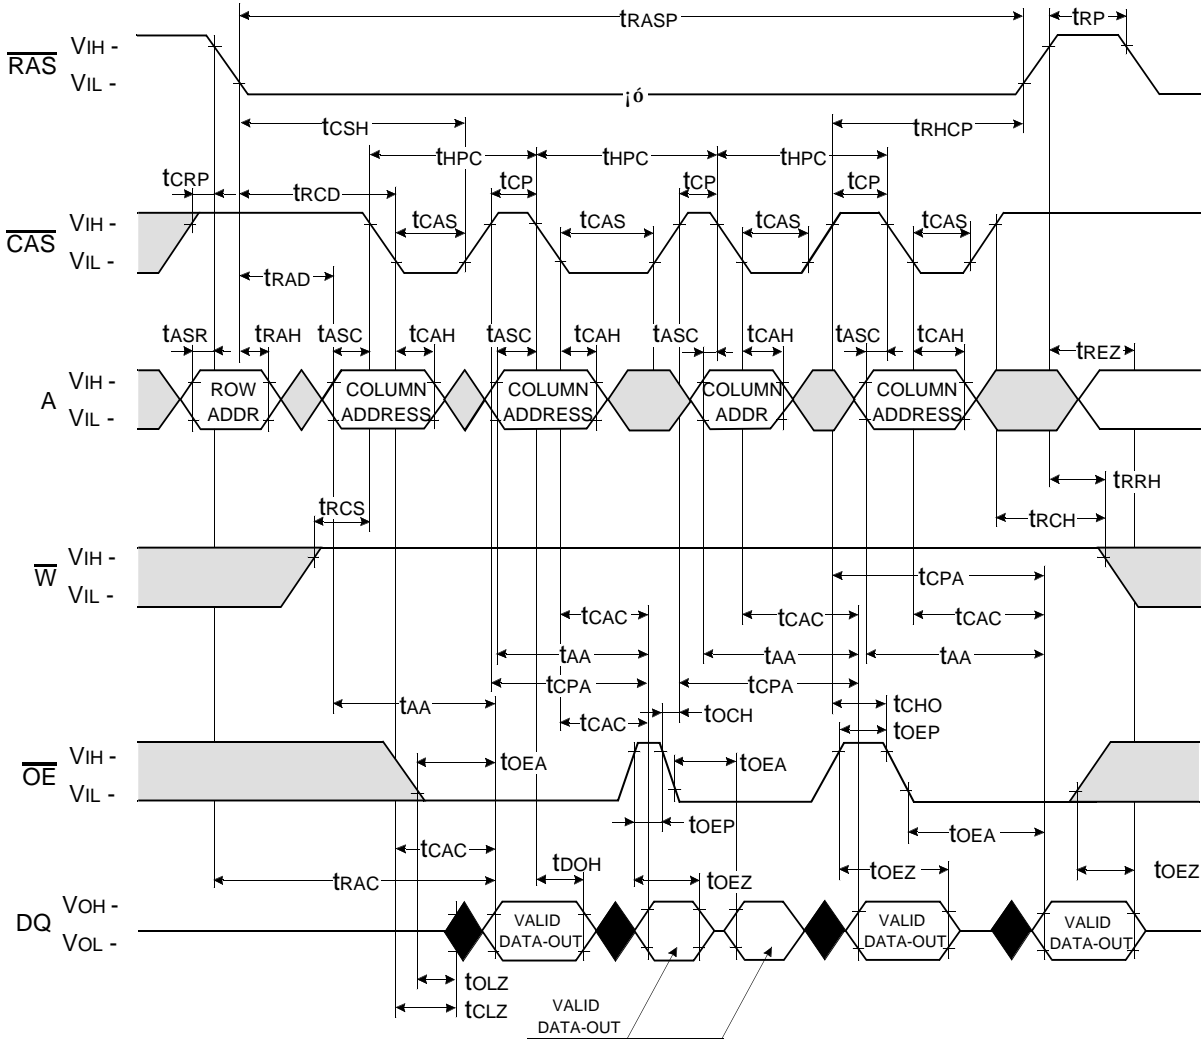 tRASP
tRP
VIH -
RAS
VIL -
¡ó
tCSH
tRHCP
tHPC
tHPC
tHPC
tCRP
tRCD
tCP
tCP
tCP
VIH -
CAS
VIL -
tCAS
tCAS
tCAS
tCAS
tRAD
tASR
tRAH
tASC
tCAH
tASC
tCAH
tASC
tCAH
tASC
tCAH
tREZ
VIH -
A
VIL -
ROW
ADDR
COLUMN
ADDRESS
COLUMN
ADDRESS
COLUMN
ADDR
COLUMN
ADDRESS
tRRH
tRCS
tRCH
VIH -
W
VIL -
tCPA
tCAC
tCAC
tCAC
tAA
tAA
tAA
tCPA
tCPA
tAA
tCHO
tCAC
tOCH
tOEP
VIH -
OE
VIL -
tOEA
tOEA
tOEP
tOEA
tCAC
tDOH
tRAC
tOEZ
tOEZ
tOEZ
VOH -
DQ
VOL -
VALID
DATA-OUT
VALID
DATA-OUT
VALID
DATA-OUT
tOLZ
tCLZ
VALID
DATA-OUT